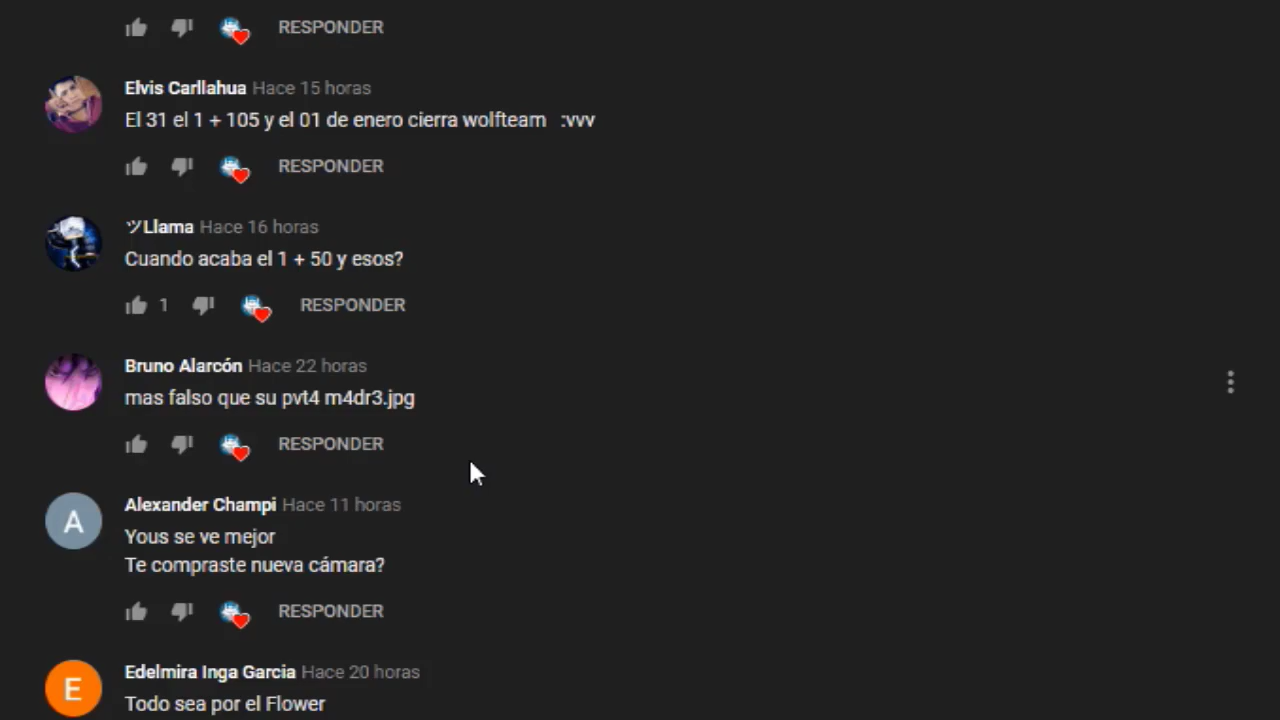 RESPONDER
Elvis Carllahua Hace 15 horas
El 31 el 1 + 105 y el 01 de enero cierra wolfteam :vvv
RESPONDER
ツLlama Hace 16 horas
Cuando acaba el 1 + 50 y esos?
1 RESPONDER
Bruno Alarcón Hace 22 horas
mas falso que su pvt4 m4dr3.jpg
RESPONDER
A
Alexander Champi Hace 11 horas
Yous se ve mejor
Te compraste nueva cámara?
RESPONDER
E
Edelmira Inga Garcia Hace 20 horas
Todo sea por el Flower